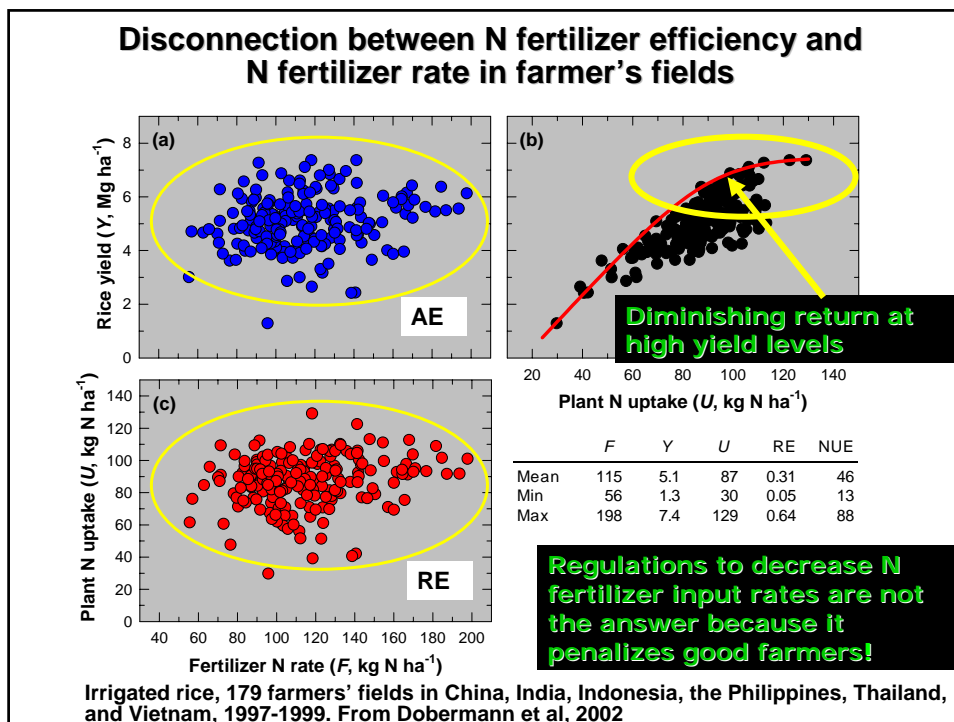 Disconnection between N fertilizer efficiency and
N fertilizer rate in farmer's fields
(a)
Rice yield (Y, Mg ha-1)
8
6
4
2
0
AE
(b)
Diminishing return at
high yield levels
20 40 60 80 100 120 140
Plant N uptake (U, kg N ha-1)
(c)
Plant N uptake (U, kg N ha-1)
140
120
100
80
60
40
20
0
RE
40 60 80 100 120 140 160 180 200
Fertilizer N rate (F, kg N ha-1)
F Y U RE NUE
Mean 115 5.1 87 0.31 46
Min 56 1.3 30 0.05 13
Max 198 7.4 129 0.64 88
Regulations to decrease N
fertilizer input rates are not
the answer because it
penalizes good farmers!
Irrigated rice, 179 farmers' fields in China, India, Indonesia, the Philippines, Thailand,
and Vietnam, 1997-1999. From Dobermann et al, 2002